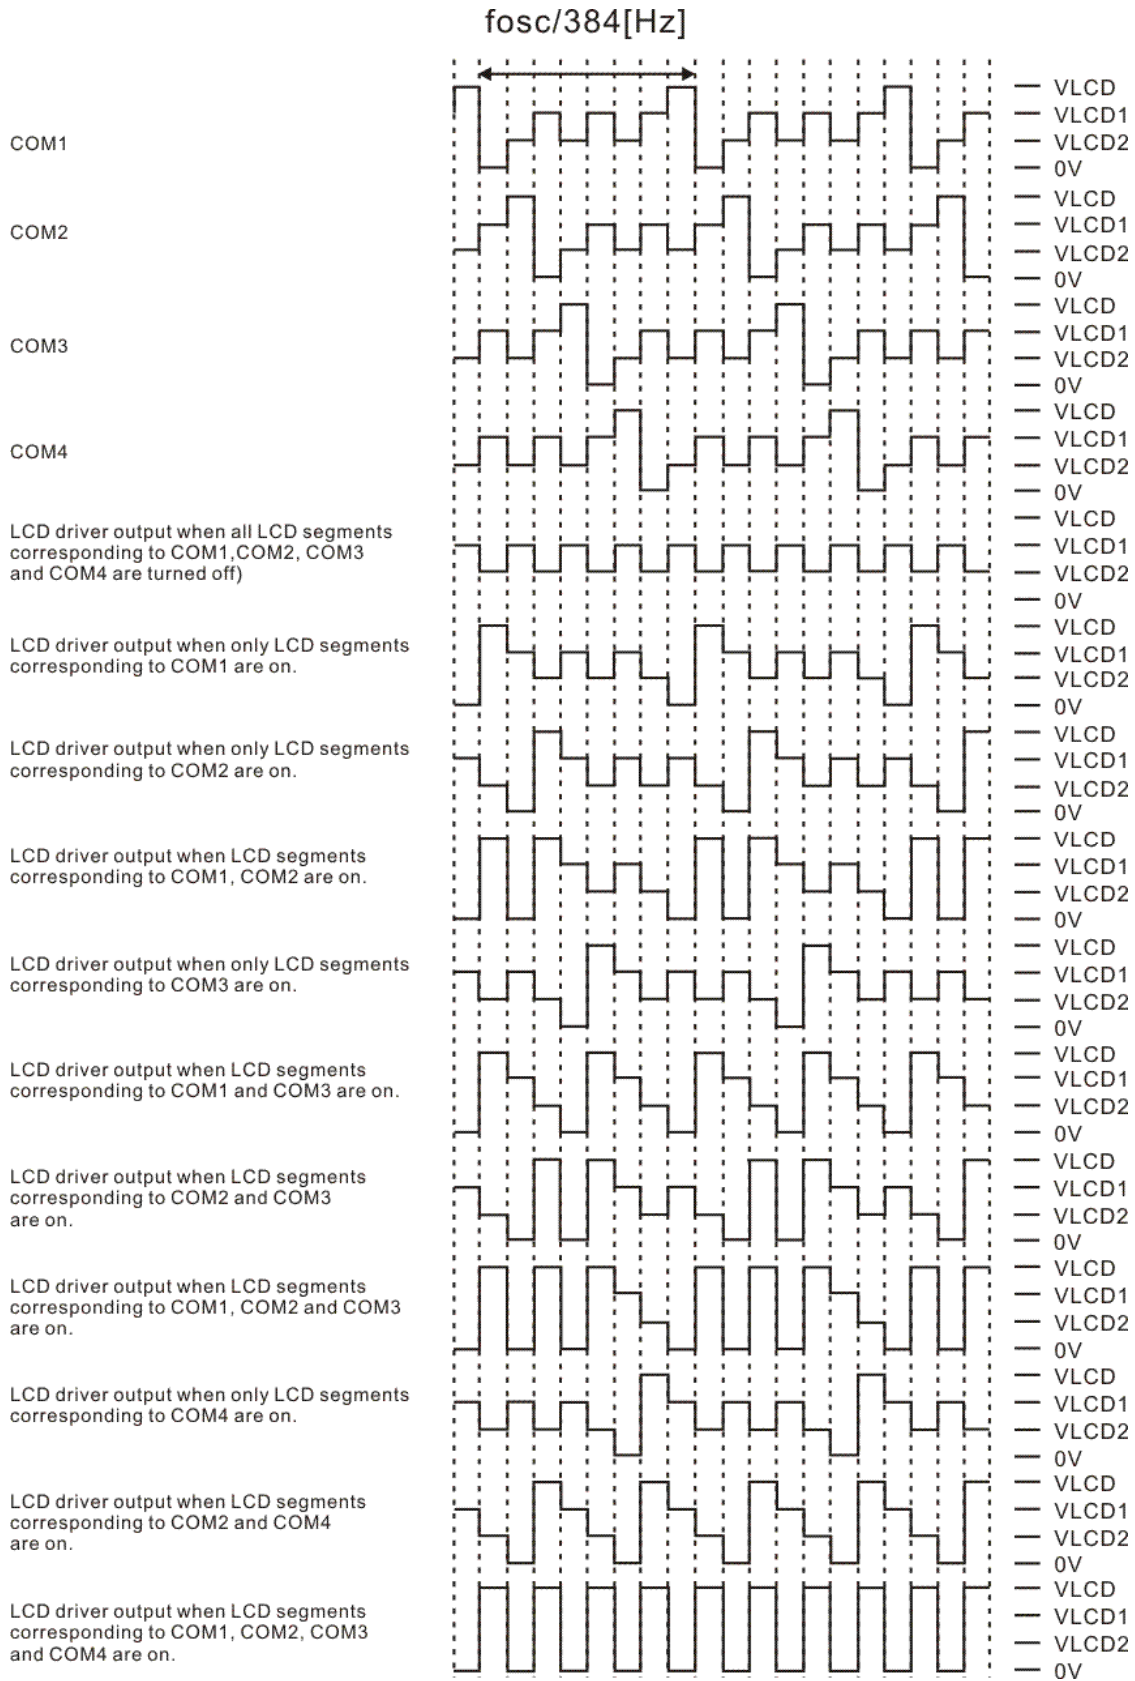 fosc/384[Hz]
COM1
VLCD
VLCD1
VLCD2
0V
COM2
VLCD
VLCD1
VLCD2
0V
COM3
VLCD
VLCD1
VLCD2
0V
COM4
VLCD
VLCD1
VLCD2
0V
LCD driver output when all LCD segments
corresponding to COM1,COM2, COM3
and COM4 are turned off)
VLCD
VLCD1
VLCD2
0V
LCD driver output when only LCD segments
corresponding to COM1 are on.
VLCD
VLCD1
VLCD2
0V
LCD driver output when only LCD segments
corresponding to COM2 are on.
VLCD
VLCD1
VLCD2
0V
LCD driver output when LCD segments
corresponding to COM1, COM2 are on.
VLCD
VLCD1
VLCD2
0V
LCD driver output when only LCD segments
corresponding to COM3 are on.
VLCD
VLCD1
VLCD2
0V
LCD driver output when LCD segments
corresponding to COM1 and COM3 are on.
VLCD
VLCD1
VLCD2
0V
LCD driver output when LCD segments
corresponding to COM2 and COM3
are on.
VLCD
VLCD1
VLCD2
0V
LCD driver output when LCD segments
corresponding to COM1, COM2 and COM3
are on.
VLCD
VLCD1
VLCD2
0V
LCD driver output when only LCD segments
corresponding to COM4 are on.
VLCD
VLCD1
VLCD2
0V
LCD driver output when LCD segments
corresponding to COM2 and COM4
are on.
VLCD
VLCD1
VLCD2
0V
LCD driver output when LCD segments
corresponding to COM1, COM2, COM3
and COM4 are on.
VLCD
VLCD1
VLCD2
0V